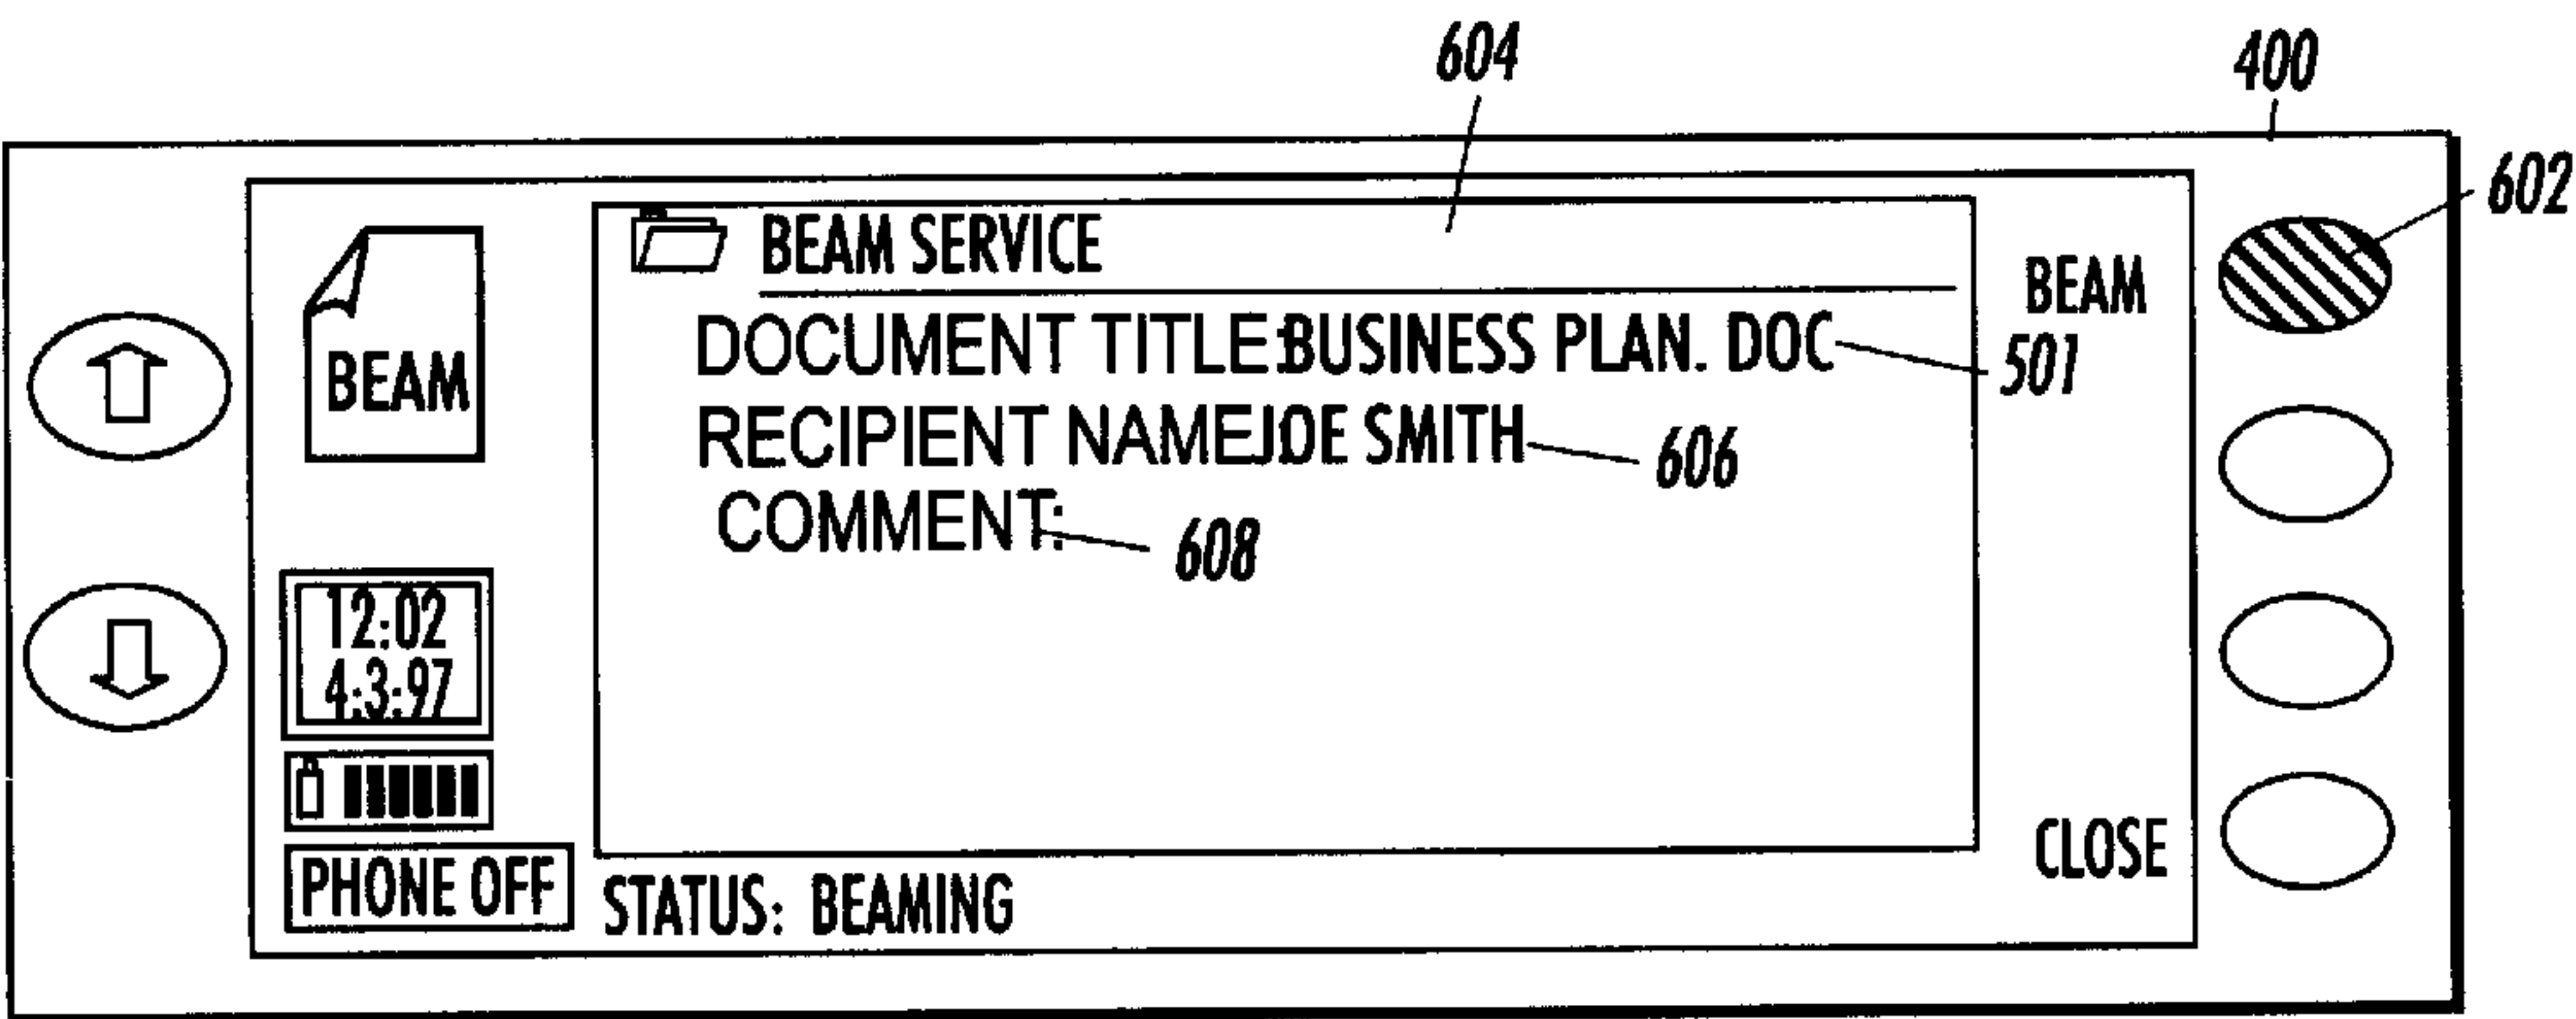 604
400
602
BEAM SERVICE
BEAM
BEAM
DOCUMENT TITLE:BUSINESS PLAN. DOC
501
RECIPIENT NAME:JOE SMITH
606
COMMENT:
608
12:02
4:3:97
PHONE OFF
STATUS: BEAMING
CLOSE